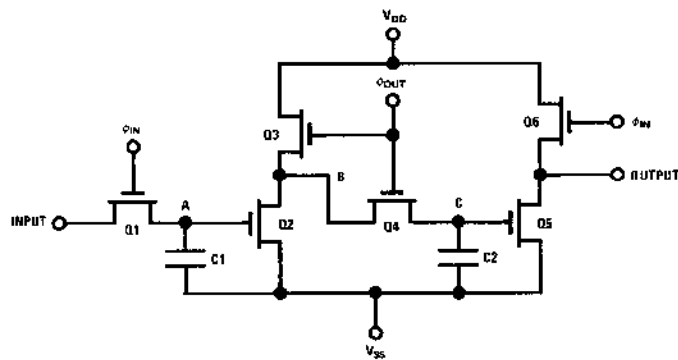 VDD
ϕOUT
Q3
Q6
ϕIN
ϕIN
B
OUTPUT
A
C
INPUT
Q1
Q2
Q4
Q5
C1
C2
VSS